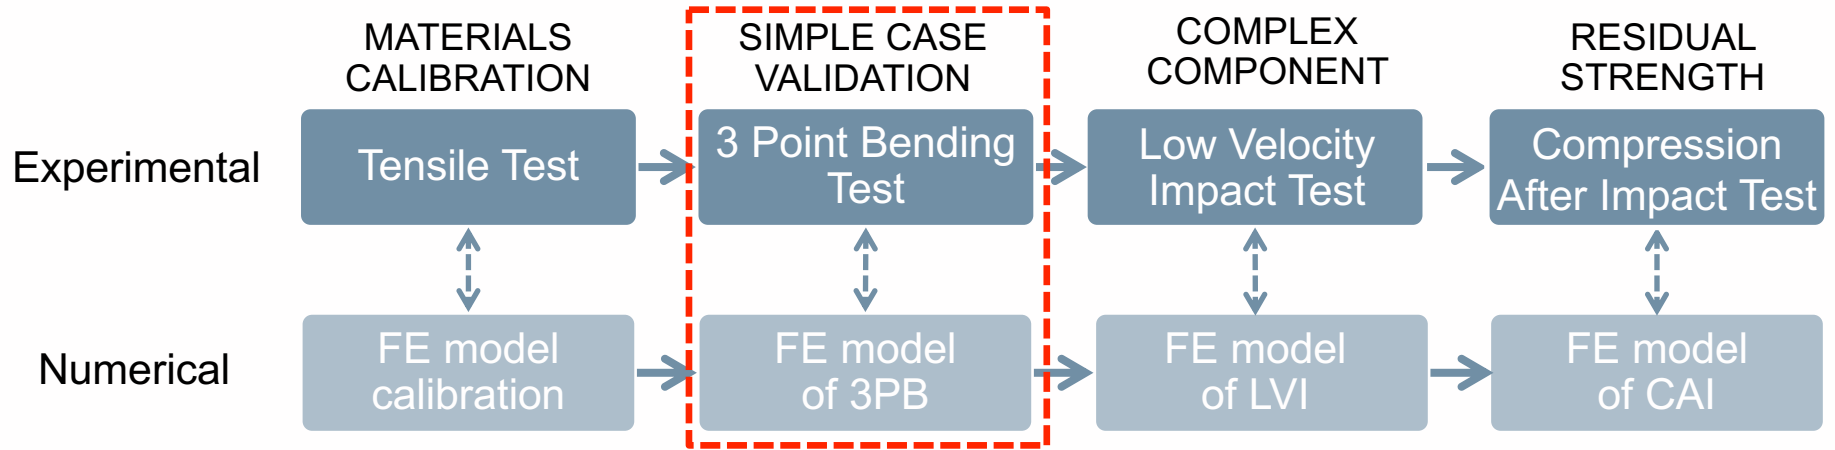 MATERIALS
CALIBRATION
SIMPLE CASE
VALIDATION
COMPLEX
COMPONENT
RESIDUAL
STRENGTH
Experimental
Tensile Test
3 Point Bending
Test
Low Velocity
Impact Test
Compression
After Impact Test
Numerical
FE model
calibration
FE model
of 3PB
FE model
of LVI
FE model
of CAI